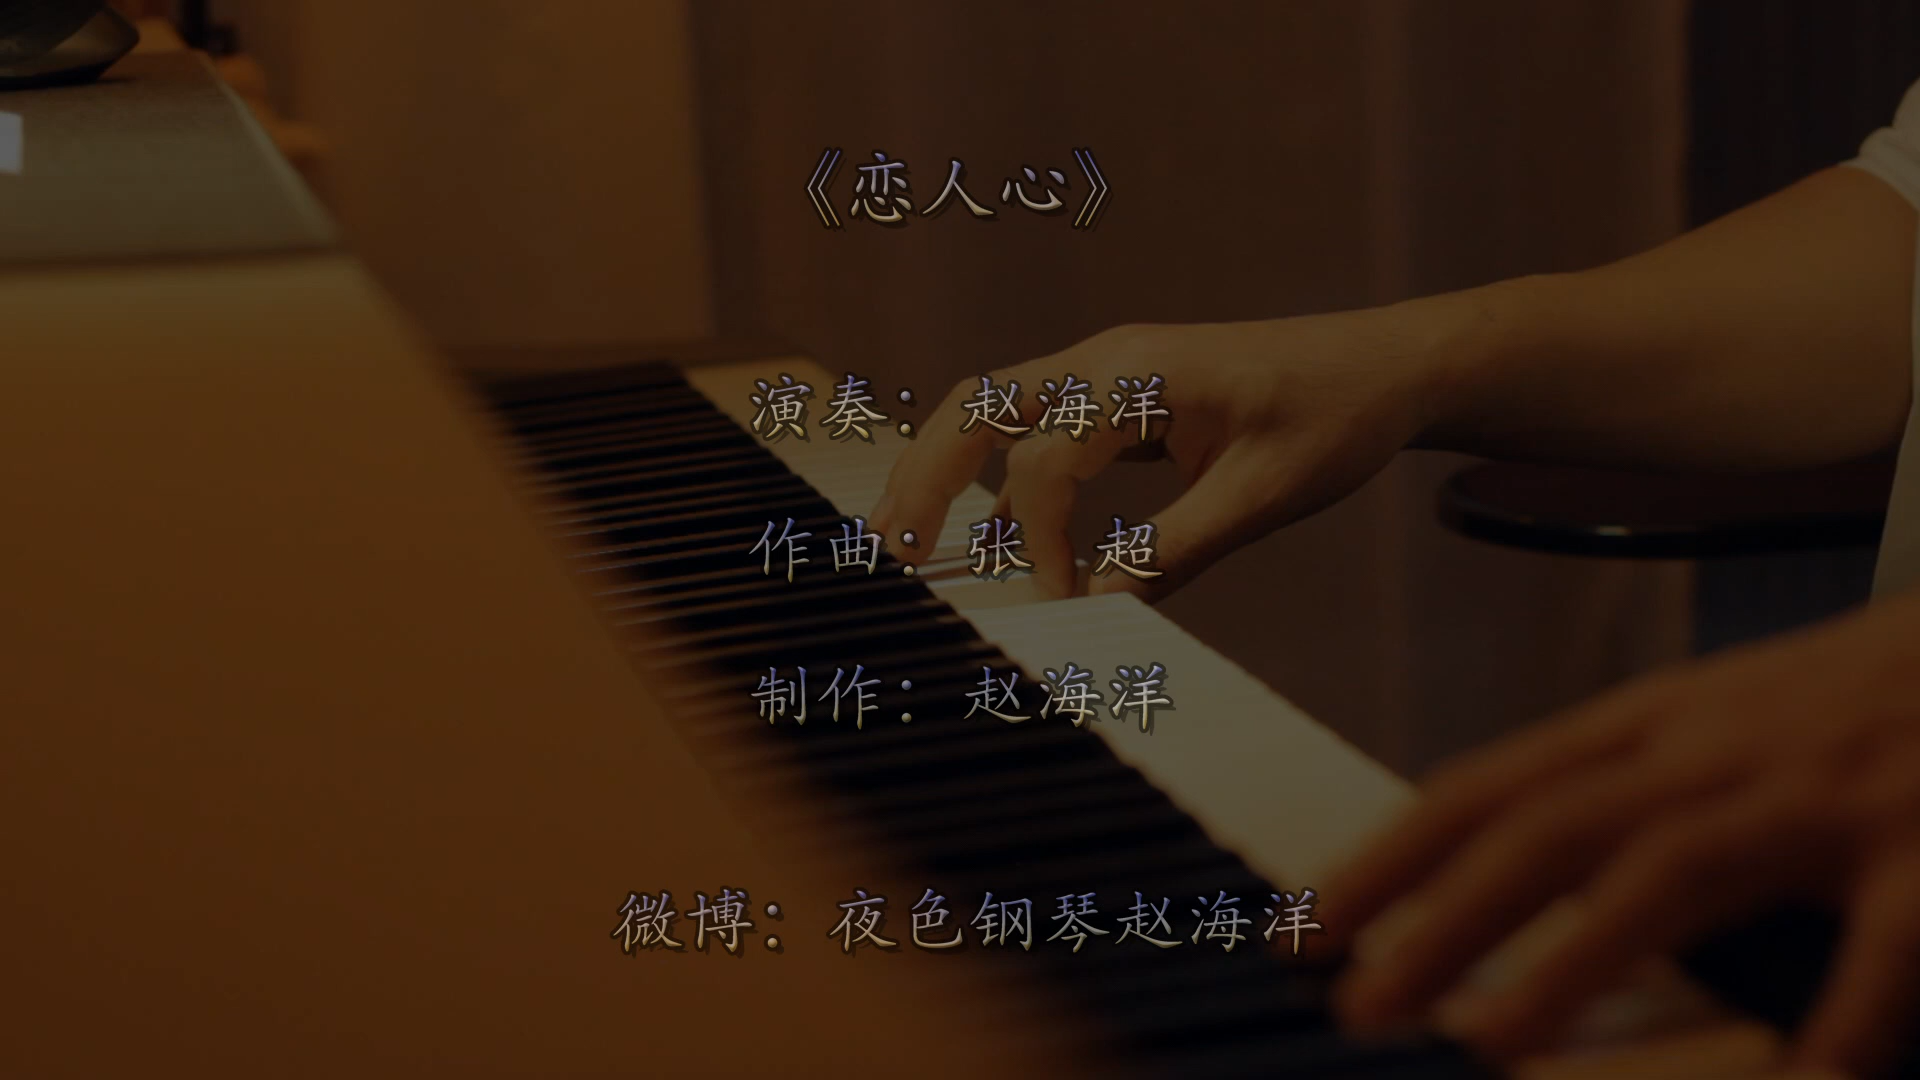 《恋人心》
演奏：赵海洋
作曲：张 超
制作：赵海洋
微博：夜色钢琴赵海洋